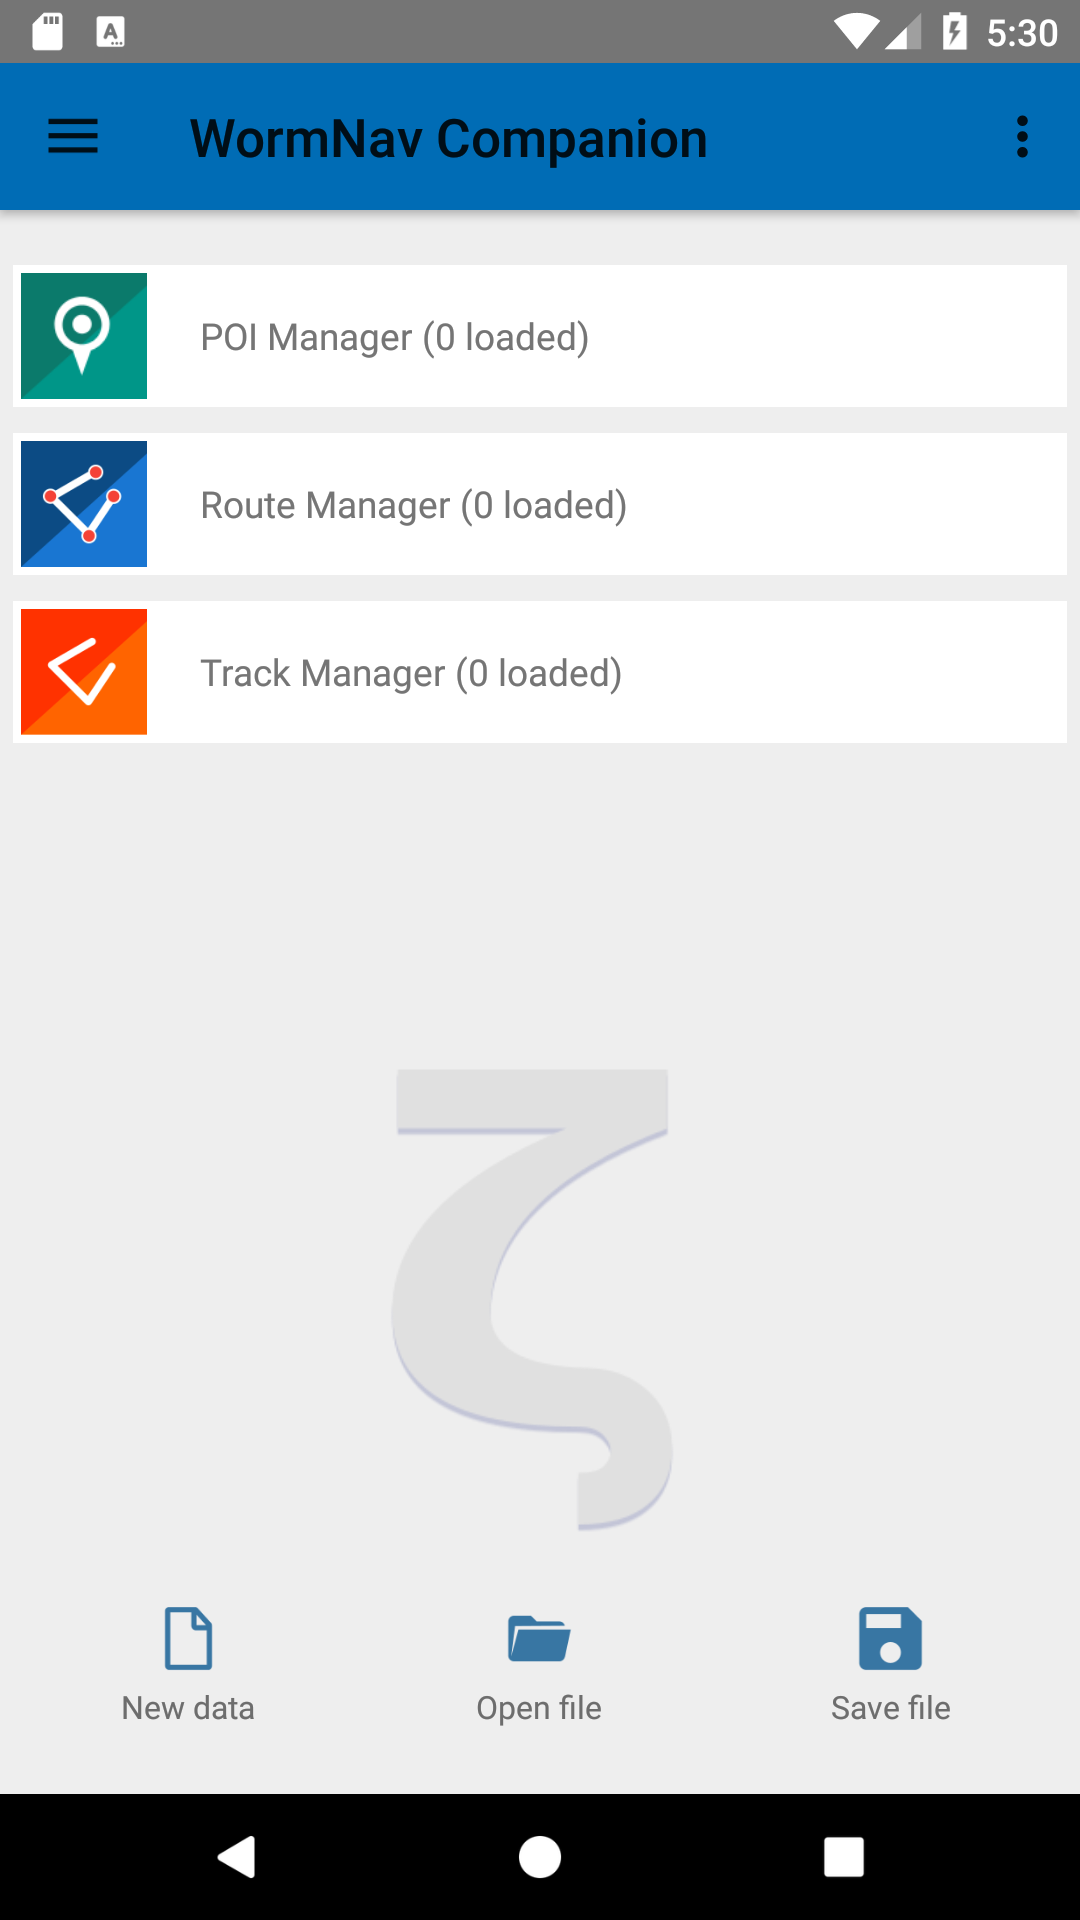 5:30
WormNav Companion
POI Manager (0 loaded)
Route Manager (0 loaded)
Track Manager (0 loaded)
ζ
New data
Open file
Save file